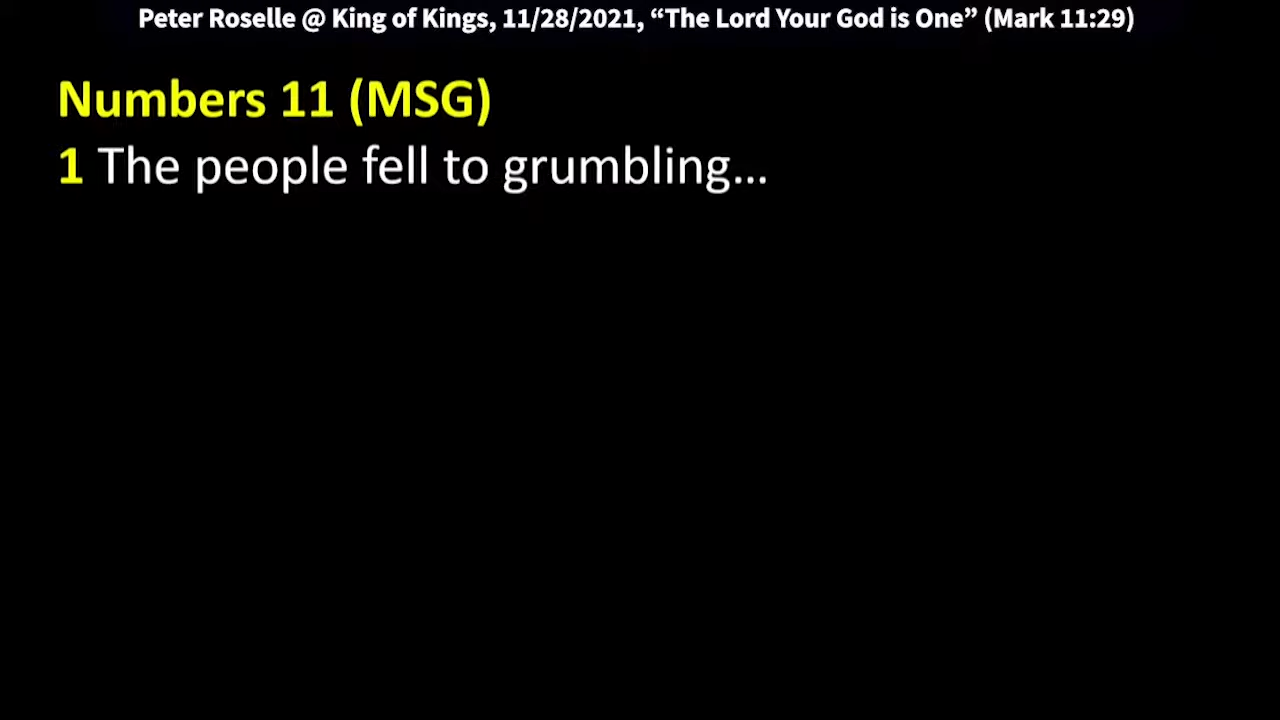 Peter Roselle @ King of Kings, 11/28/2021, “The Lord Your God is One” (Mark 11:29)
Numbers 11 (MSG)
1 The people fell to grumbling…